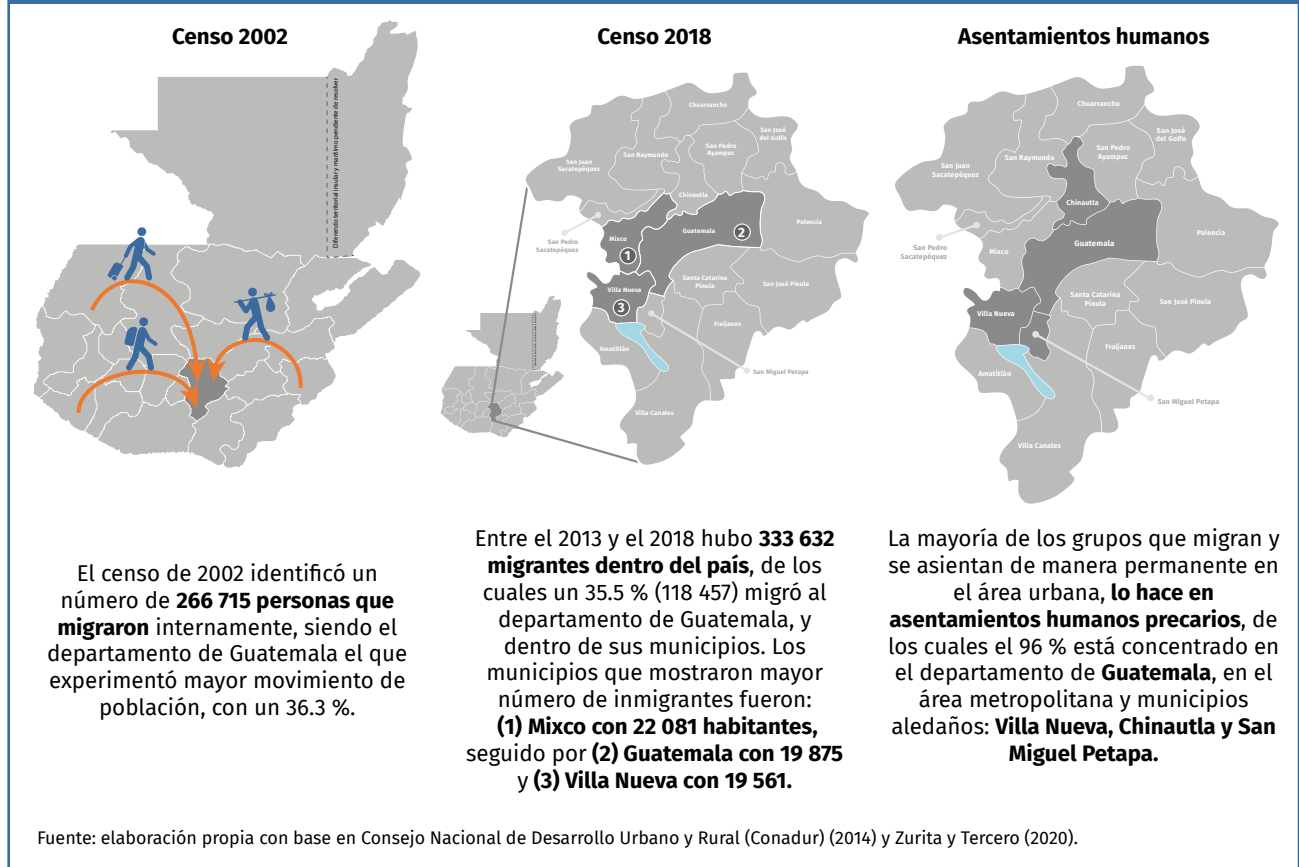 Censo 2002
Diferendo territorial insular y marítimo pendiente de resolver
El censo de 2002 identificó un
número de 266 715 personas que
migraron internamente, siendo el
departamento de Guatemala el que
experimentó mayor movimiento de
población, con un 36.3 %.
Censo 2018
Chuarrancho
San José
del Golfo
San Raymundo
San Pedro
Ayampuc
San Juan
Sacatepéquez
Chinautla
Palencia
Mixco
1
Guatemala
2
San Pedro
Sacatepéquez
Santa Catarina
Pinula
San José Pinula
Villa Nueva
3
Fraijanes
Amatitlán
San Miguel Petapa
Villa Canales
Entre el 2013 y el 2018 hubo 333 632
migrantes dentro del país, de los
cuales un 35.5 % (118 457) migró al
departamento de Guatemala, y
dentro de sus municipios. Los
municipios que mostraron mayor
número de inmigrantes fueron:
(1) Mixco con 22 081 habitantes,
seguido por (2) Guatemala con 19 875
y (3) Villa Nueva con 19 561.
Asentamientos humanos
Chuarrancho
San José
del Golfo
San Raymundo
San Pedro
Ayampuc
San Juan
Sacatepéquez
Chinautla
Palencia
Guatemala
San Pedro
Sacatepéquez
Mixco
Santa Catarina
Pinula
San José Pinula
Villa Nueva
Fraijanes
Amatitlán
San Miguel Petapa
Villa Canales
La mayoría de los grupos que migran y
se asientan de manera permanente en
el área urbana, lo hace en
asentamientos humanos precarios, de
los cuales el 96 % está concentrado en
el departamento de Guatemala, en el
área metropolitana y municipios
aledaños: Villa Nueva, Chinautla y San
Miguel Petapa.
Fuente: elaboración propia con base en Consejo Nacional de Desarrollo Urbano y Rural (Conadur) (2014) y Zurita y Tercero (2020).